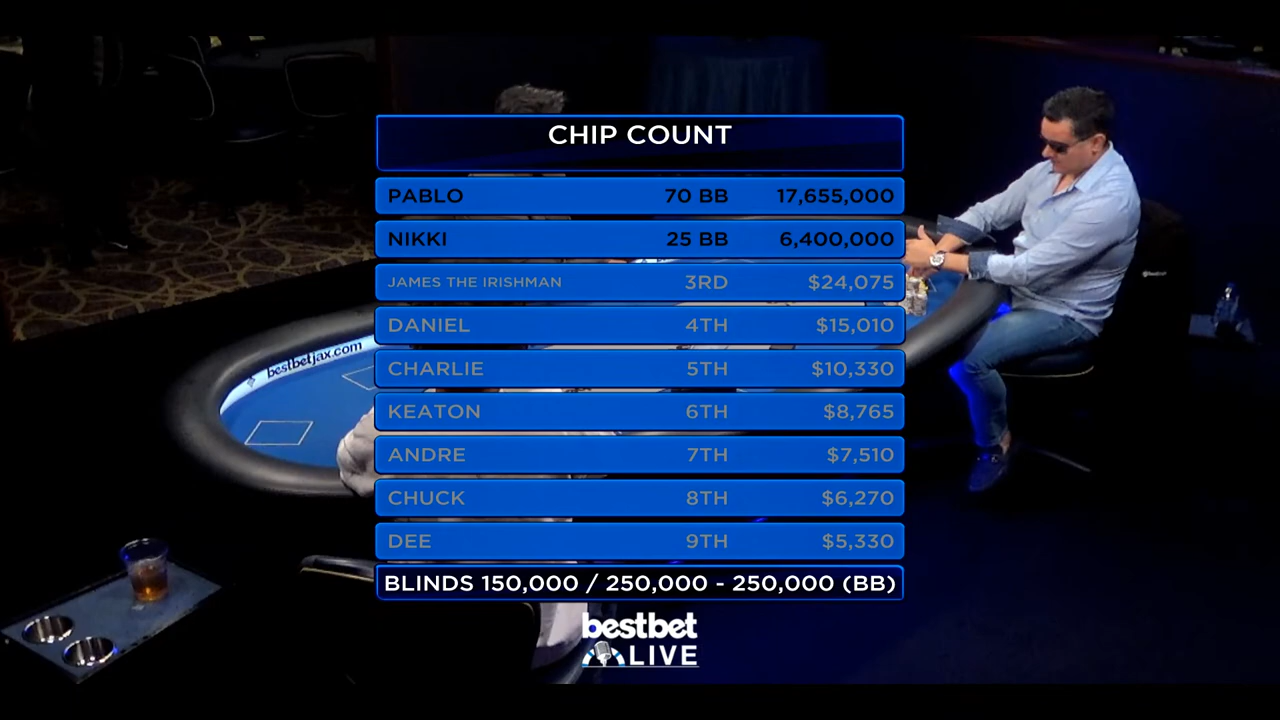 CHIP COUNT
PABLO 70 BB 17,655,000
NIKKI 25 BB 6,400,000
JAMES THE IRISHMAN 3RD $24,075
DANIEL 4TH $15,010
bestbetjax.com
CHARLIE 5TH $10,330
KEATON 6TH $8,765
ANDRE 7TH $7,510
CHUCK 8TH $6,270
DEE 9TH $5,330
BLINDS 150,000 / 250,000 - 250,000 (BB)
bestbet
LIVE